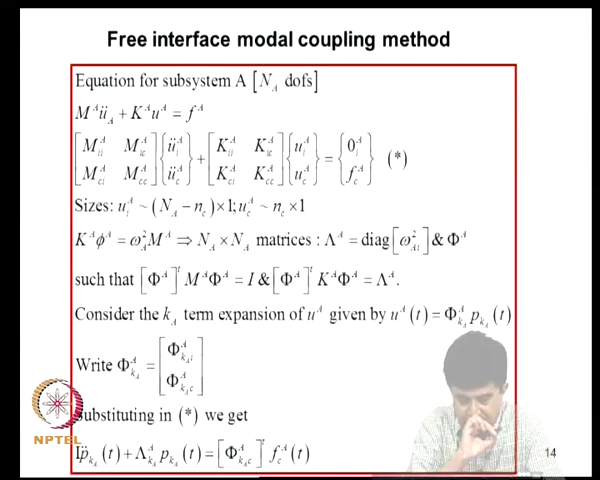 Free interface modal coupling method
Equation for subsystem A [N_A dofs]
M^A ü_A + K^A u^A = f^A
[M_ii^A M_ic^A; M_ci^A M_cc^A]{ü_i^A; ü_c^A} + [K_ii^A K_ic^A; K_ci^A K_cc^A]{u_i^A; u_c^A} = {0_i^A; f_c^A} (*)
Sizes: u_i^A ~ (N_A − n_c)×1; u_c^A ~ n_c ×1
K^A ϕ^A = ω_A^2 M^A ⇒ N_A × N_A matrices : Λ^A = diag[ω_Ai^2] & Φ^A
such that [Φ^A]^t M^A Φ^A = I & [Φ^A]^t K^A Φ^A = Λ^A.
Consider the k_A term expansion of u^A given by u^A(t) = Φ_{k_A}^A p_{k_A}(t)
Write Φ_{k_A}^A = [Φ_{k_A i}^A; Φ_{k_A c}^A]
Substituting in (*) we get
Ip̈_{k_A}(t) + Λ_{k_A}^A p_{k_A}(t) = [Φ_{k_A c}^A]^t f_c^A(t)
NPTEL
14